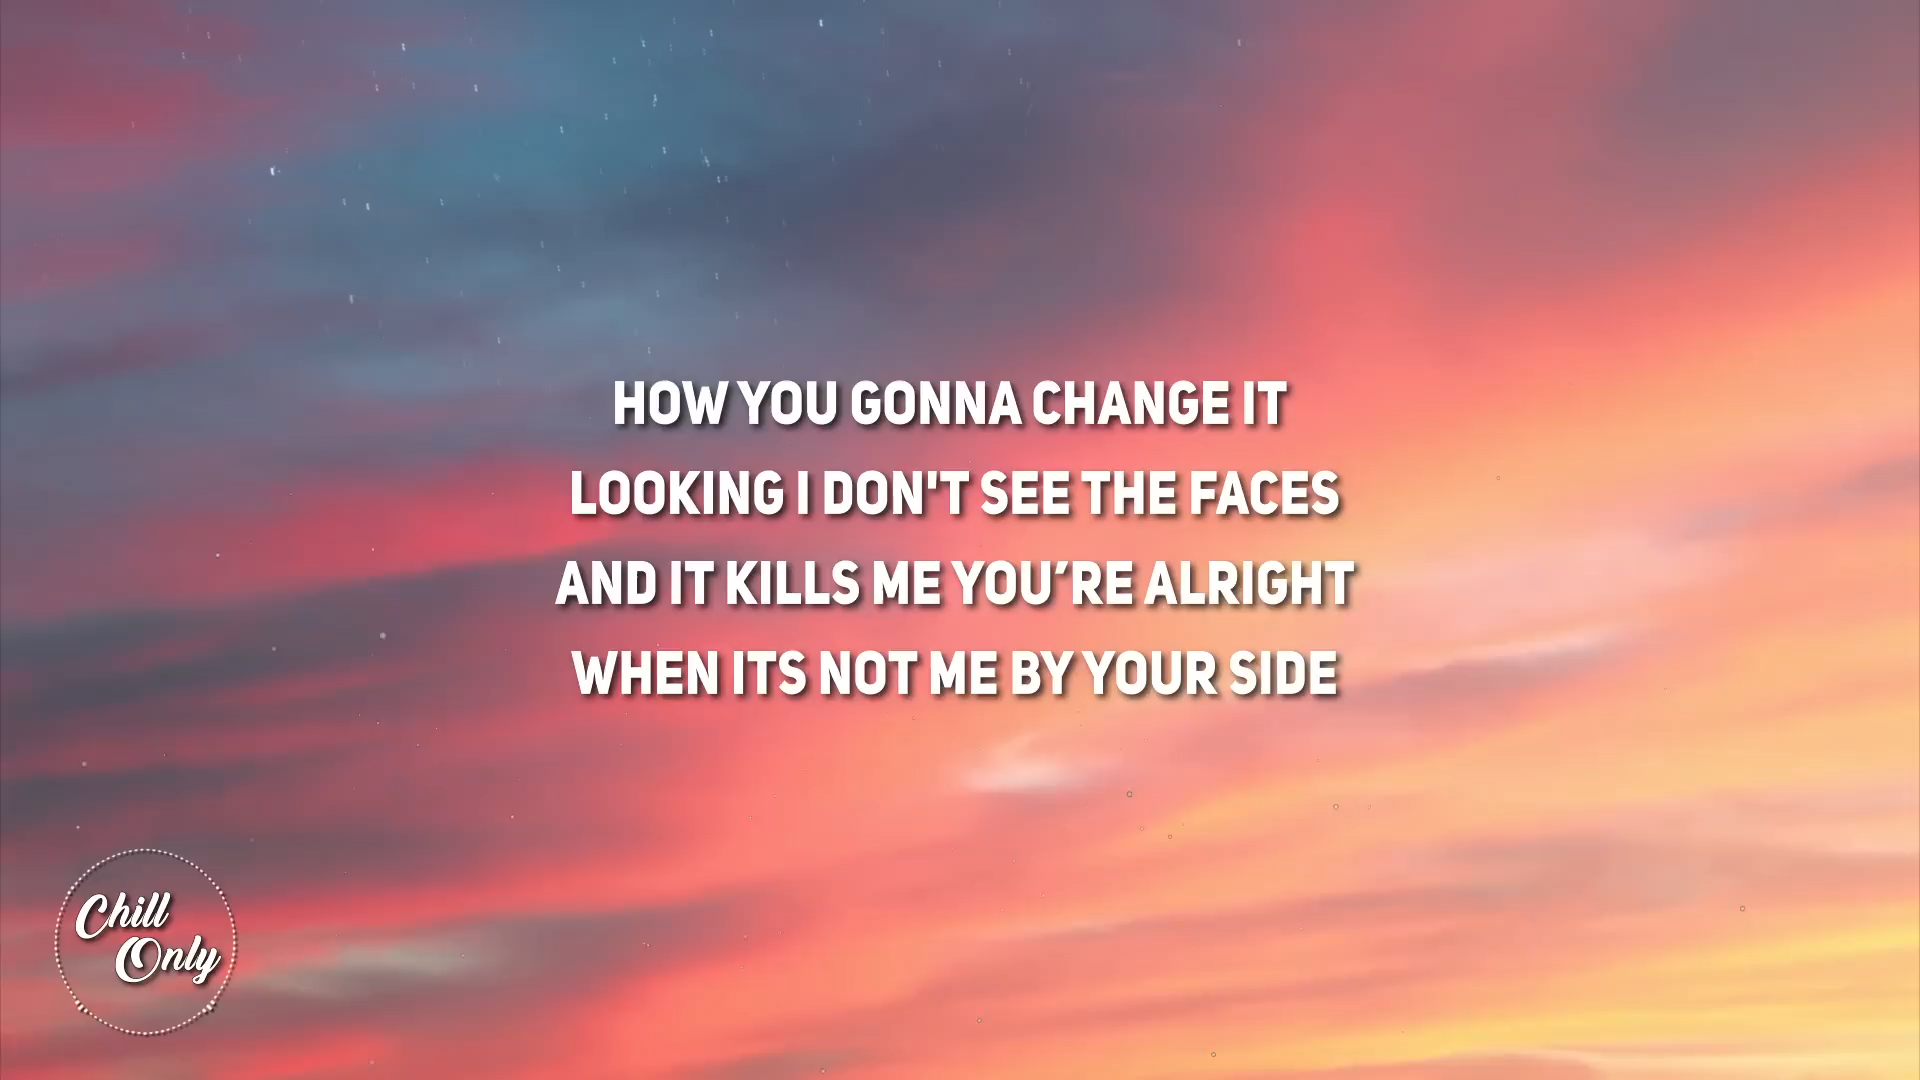 HOW YOU GONNA CHANGE IT
LOOKING I DON'T SEE THE FACES
AND IT KILLS ME YOU’RE ALRIGHT
WHEN ITS NOT ME BY YOUR SIDE
Chill
Only